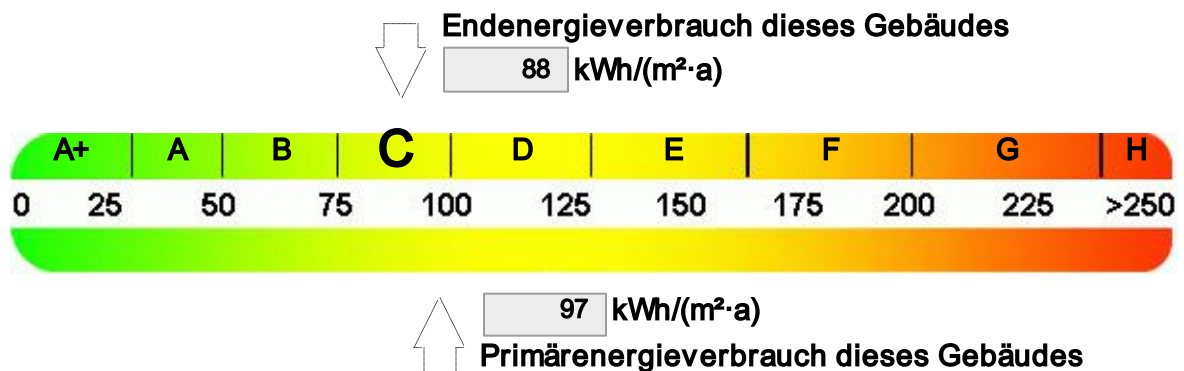 Endenergieverbrauch dieses Gebäudes
88 kWh/(m²·a)
A+ A B C D E F G H
0 25 50 75 100 125 150 175 200 225 >250
97 kWh/(m²·a)
Primärenergieverbrauch dieses Gebäudes